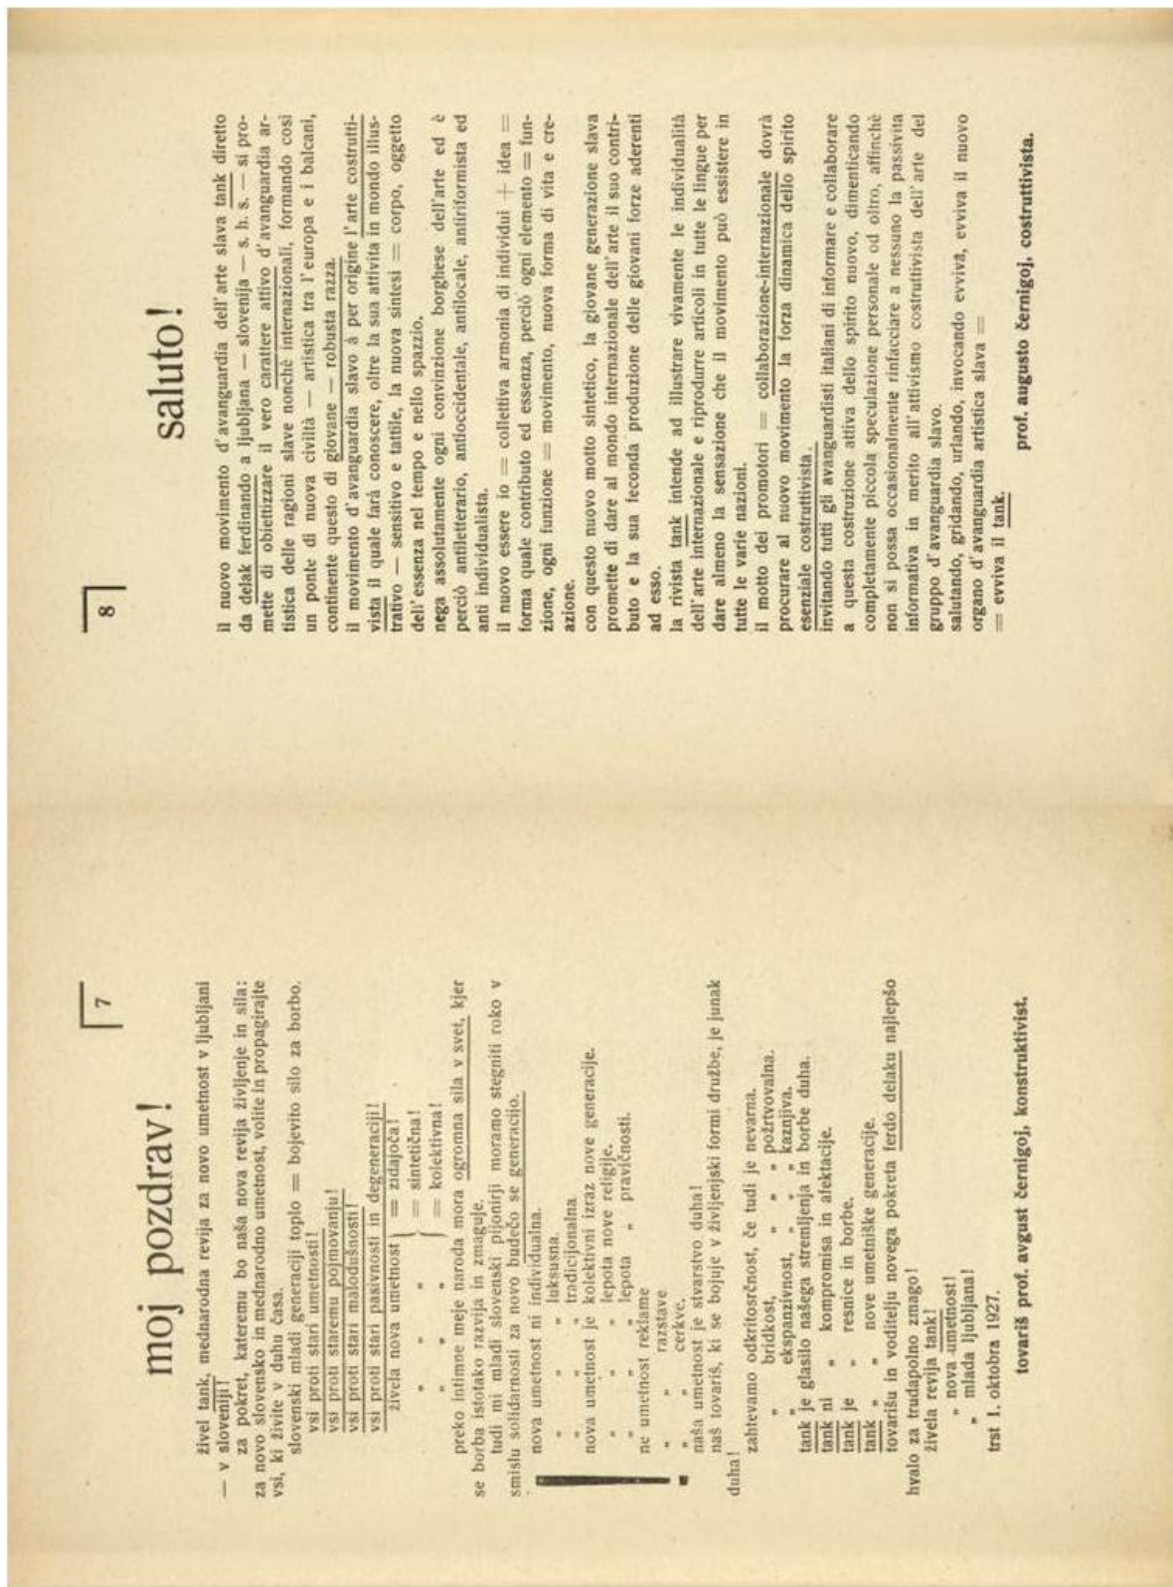 7
moj pozdrav!
živel tank, mednarodna revija za novo umetnost v ljubljani
— v sloveniji!
za pokret, kateremu bo naša nova revija življenje in sila:
za novo slovensko in mednarodno umetnost, volite in propagirajte
vsi, ki živite v duhu časa.
slovenski mladi generaciji toplo = bojevito silo za borbo.
vsi proti stari umetnosti!
vsi proti staremu pojmovanju!
vsi proti stari malodušnosti!
vsi proti stari pasivnosti in degeneraciji!
živela nova umetnost } = zidajoča!
" " " } = sintetična!
" " " } = kolektivna!
preko intimne meje naroda mora ogromna sila v svet, kjer
se borba istotako razvija in zmaguje.
tudi mi mladi slovenski pijonirji moramo stegniti roko v
smislu solidarnosti za novo budečo se generacijo.
nova umetnost ni individualna.
" " " luksusna.
" " " tradicijonalna
nova umetnost je kolektivni izraz nove generacije.
" " " lepota nove religije.
" " " lepota " pravičnosti.
ne umetnost reklame
" " razstave
" " cerkve,
!
naša umetnost je stvarstvo duha!
naš tovariš, ki se bojuje v življenjski formi družbe, je junak
duha!
zahtevamo odkritosrčnost, če tudi je nevarna.
" bridkost, " " " požrtvovalna.
" ekspanzivnost, " " " kaznjiva.
tank je glasilo našega stremljenja in borbe duha.
tank ni " kompromisa in afektacije.
tank je " resnice in borbe.
tank " " nove umetniške generacije.
tovarišu in voditelju novega pokreta ferdo delaku najlepšo
hvalo za trudapolno zmago!
živela revija tank!
" nova umetnost!
" mlada ljubljana!
trst 1. oktobra 1927.
tovariš prof. avgust černigoj, konstruktivist.
8
saluto!
il nuovo movimento d'avanguardia dell'arte slava tank diretto
da delak ferdinando a ljubljana — slovenija — s. h. s. — si pro-
mette di obiettizzare il vero carattere attivo d'avanguardia ar-
tistica delle ragioni slave nonchè internazionali, formando cosi
un ponte di nuova civiltà — artistica tra l'europa e i balcani,
continente questo di giovane — robusta razza.
il movimento d'avanguardia slavo à per origine l'arte costrutti-
vista il quale farà conoscere, oltre la sua attivita in mondo illus-
trativo — sensitivo e tattile, la nuova sintesi = corpo, oggetto
dell'essenza nel tempo e nello spazzio.
nega assolutamente ogni convinzione borghese dell'arte ed è
perciò antiletterario, antioccidentale, antilocale, antiriformista ed
anti individualista.
il nuovo essere io = collettiva armonia di individui + idea =
forma quale contributo ed essenza, perciò ogni elemento = fun-
zione, ogni funzione = movimento, nuova forma di vita e cre-
azione.
con questo nuovo motto sintetico, la giovane generazione slava
promette di dare al mondo internazionale dell'arte il suo contri-
buto e la sua feconda produzione delle giovani forze aderenti
ad esso.
la rivista tank intende ad illustrare vivamente le individualità
dell'arte internazionale e riprodurre articoli in tutte le lingue per
dare almeno la sensazione che il movimento può essistere in
tutte le varie nazioni.
il motto dei promotori = collaborazione-internazionale dovrà
procurare al nuovo movimento la forza dinamica dello spirito
esenziale costruttivista.
invitando tutti gli avanguardisti italiani di informare e collaborare
a questa costruzione attiva dello spirito nuovo, dimenticando
completamente piccola speculazione personale od oltro, affinchè
non si possa occasionalmente rinfacciare a nessuno la passivita
informativa in merito all'attivismo costruttivista dell'arte del
gruppo d'avanguardia slavo.
salutando, gridando, urlando, invocando evviva, evviva il nuovo
organo d'avanguardia artistica slava =
= evviva il tank.
prof. augusto černigoj, costruttivista.